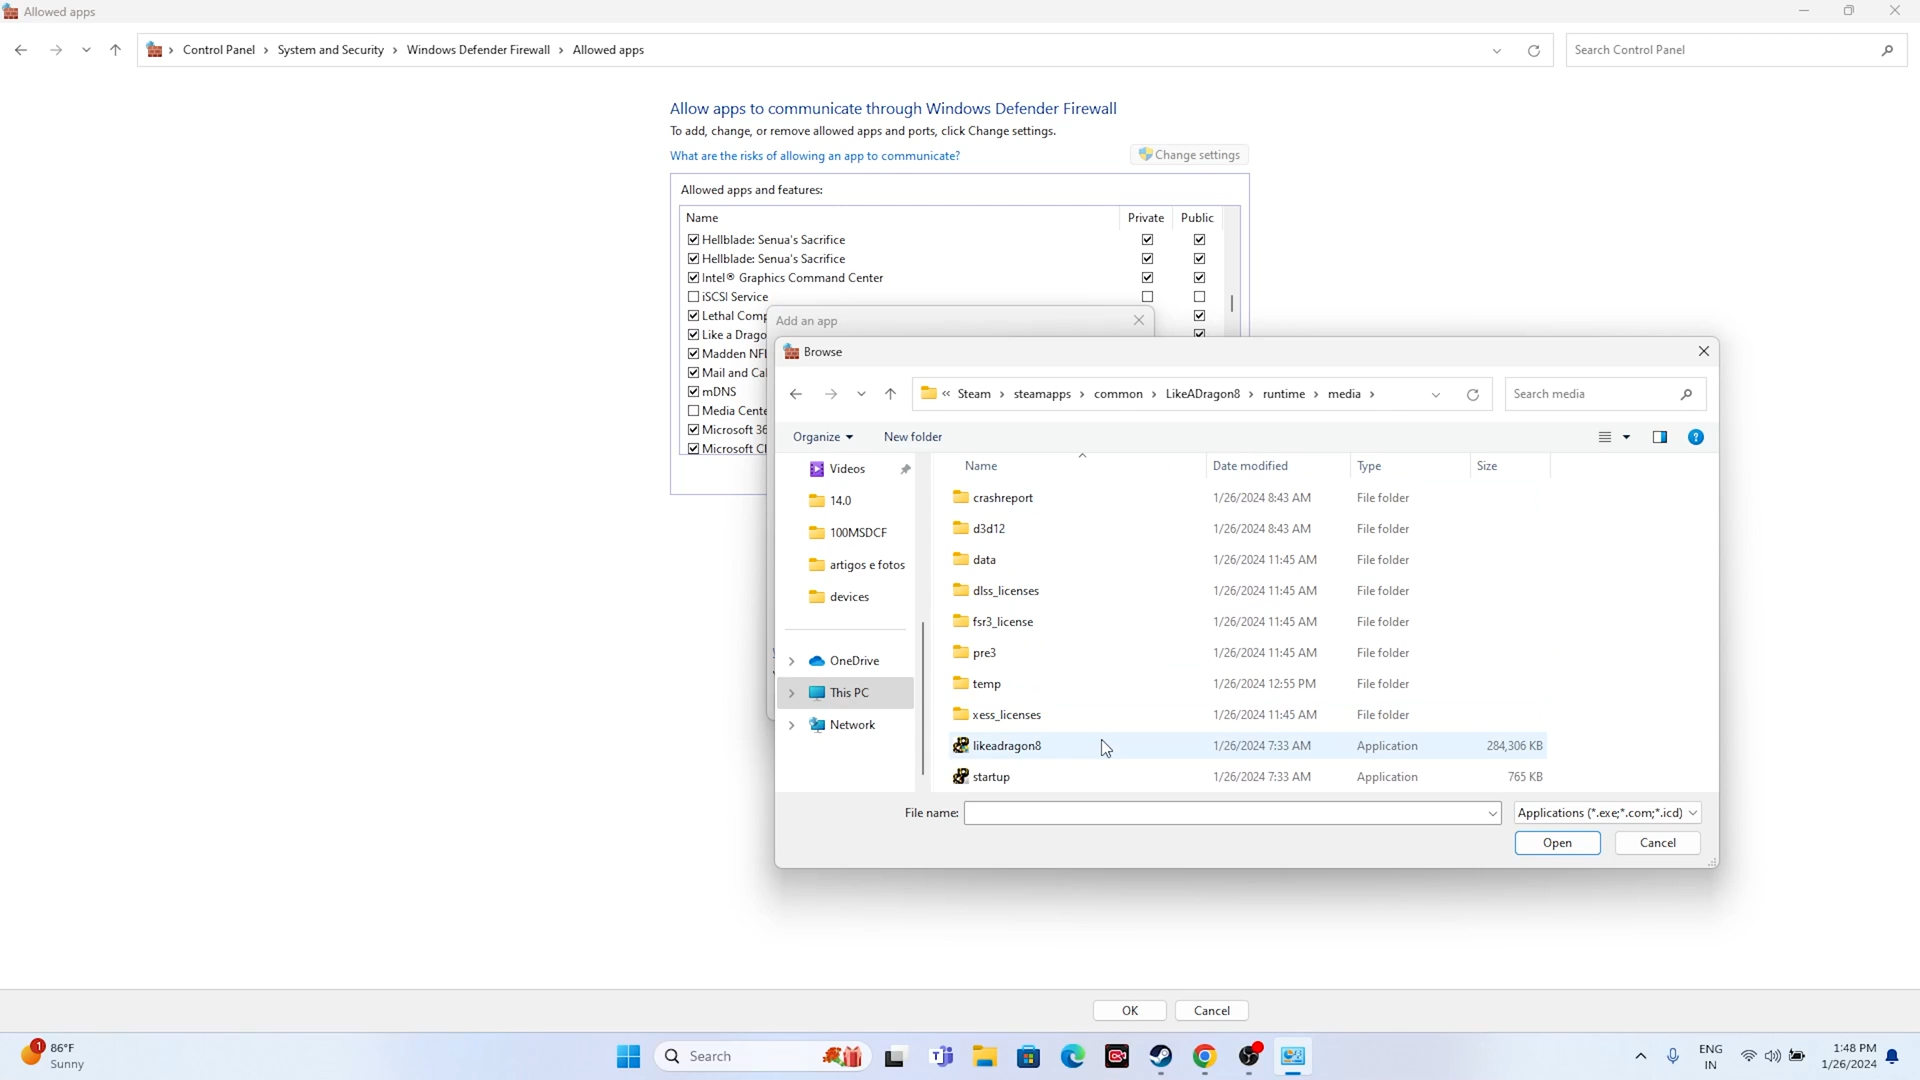 Allowed apps
Control Panel > System and Security > Windows Defender Firewall > Allowed apps
Search Control Panel
Allow apps to communicate through Windows Defender Firewall
To add, change, or remove allowed apps and ports, click Change settings.
What are the risks of allowing an app to communicate?
Change settings
Allowed apps and features:
Name Private Public
Hellblade: Senua's Sacrifice
Hellblade: Senua's Sacrifice
Intel® Graphics Command Center
iSCSI Service
Lethal Comp
Like a Drago
Madden NFL
Mail and Cal
mDNS
Media Cente
Microsoft 36
Microsoft Cl
Add an app
Browse
« Steam > steamapps > common > LikeADragon8 > runtime > media >
Search media
Organize New folder
Videos
14.0
100MSDCF
artigos e fotos
devices
OneDrive
This PC
Network
Name Date modified Type Size
crashreport 1/26/2024 8:43 AM File folder
d3d12 1/26/2024 8:43 AM File folder
data 1/26/2024 11:45 AM File folder
dlss_licenses 1/26/2024 11:45 AM File folder
fsr3_license 1/26/2024 11:45 AM File folder
pre3 1/26/2024 11:45 AM File folder
temp 1/26/2024 12:55 PM File folder
xess_licenses 1/26/2024 11:45 AM File folder
likeadragon8 1/26/2024 7:33 AM Application 284,306 KB
startup 1/26/2024 7:33 AM Application 765 KB
File name: Applications (*.exe;*.com;*.icd)
Open Cancel
OK Cancel
1
86°F
Sunny
Search
ENG
IN
1:48 PM
1/26/2024